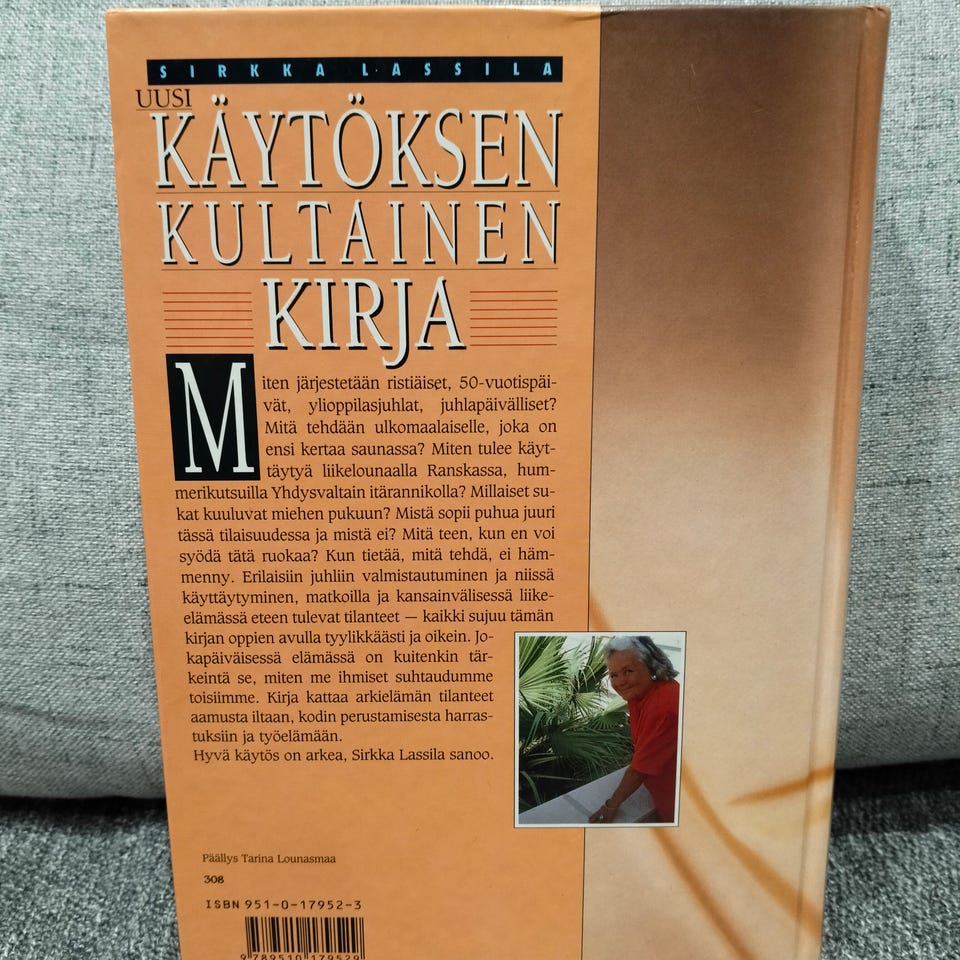 SIRKKA LASSILA
UUSI
KÄYTÖKSEN
KULTAINEN
KIRJA
Miten järjestetään ristiäiset, 50-vuotispäi-
vät, ylioppilasjuhlat, juhlapäivälliset?
Mitä tehdään ulkomaalaiselle, joka on
ensi kertaa saunassa? Miten tulee käyt-
täytyä liikelounaalla Ranskassa, hum-
merikutsuilla Yhdysvaltain itärannikolla? Millaiset su-
kat kuuluvat miehen pukuun? Mistä sopii puhua juuri
tässä tilaisuudessa ja mistä ei? Mitä teen, kun en voi
syödä tätä ruokaa? Kun tietää, mitä tehdä, ei häm-
menny. Erilaisiin juhliin valmistautuminen ja niissä
käyttäytyminen, matkoilla ja kansainvälisessä liike-
elämässä eteen tulevat tilanteet — kaikki sujuu tämän
kirjan oppien avulla tyylikkäästi ja oikein. Jo-
kapäiväisessä elämässä on kuitenkin tär-
keintä se, miten me ihmiset suhtaudumme
toisiimme. Kirja kattaa arkielämän tilanteet
aamusta iltaan, kodin perustamisesta harras-
tuksiin ja työelämään.
Hyvä käytös on arkea, Sirkka Lassila sanoo.
Päällys Tarina Lounasmaa
308
ISBN 951-0-17952-3
9 789510 179529